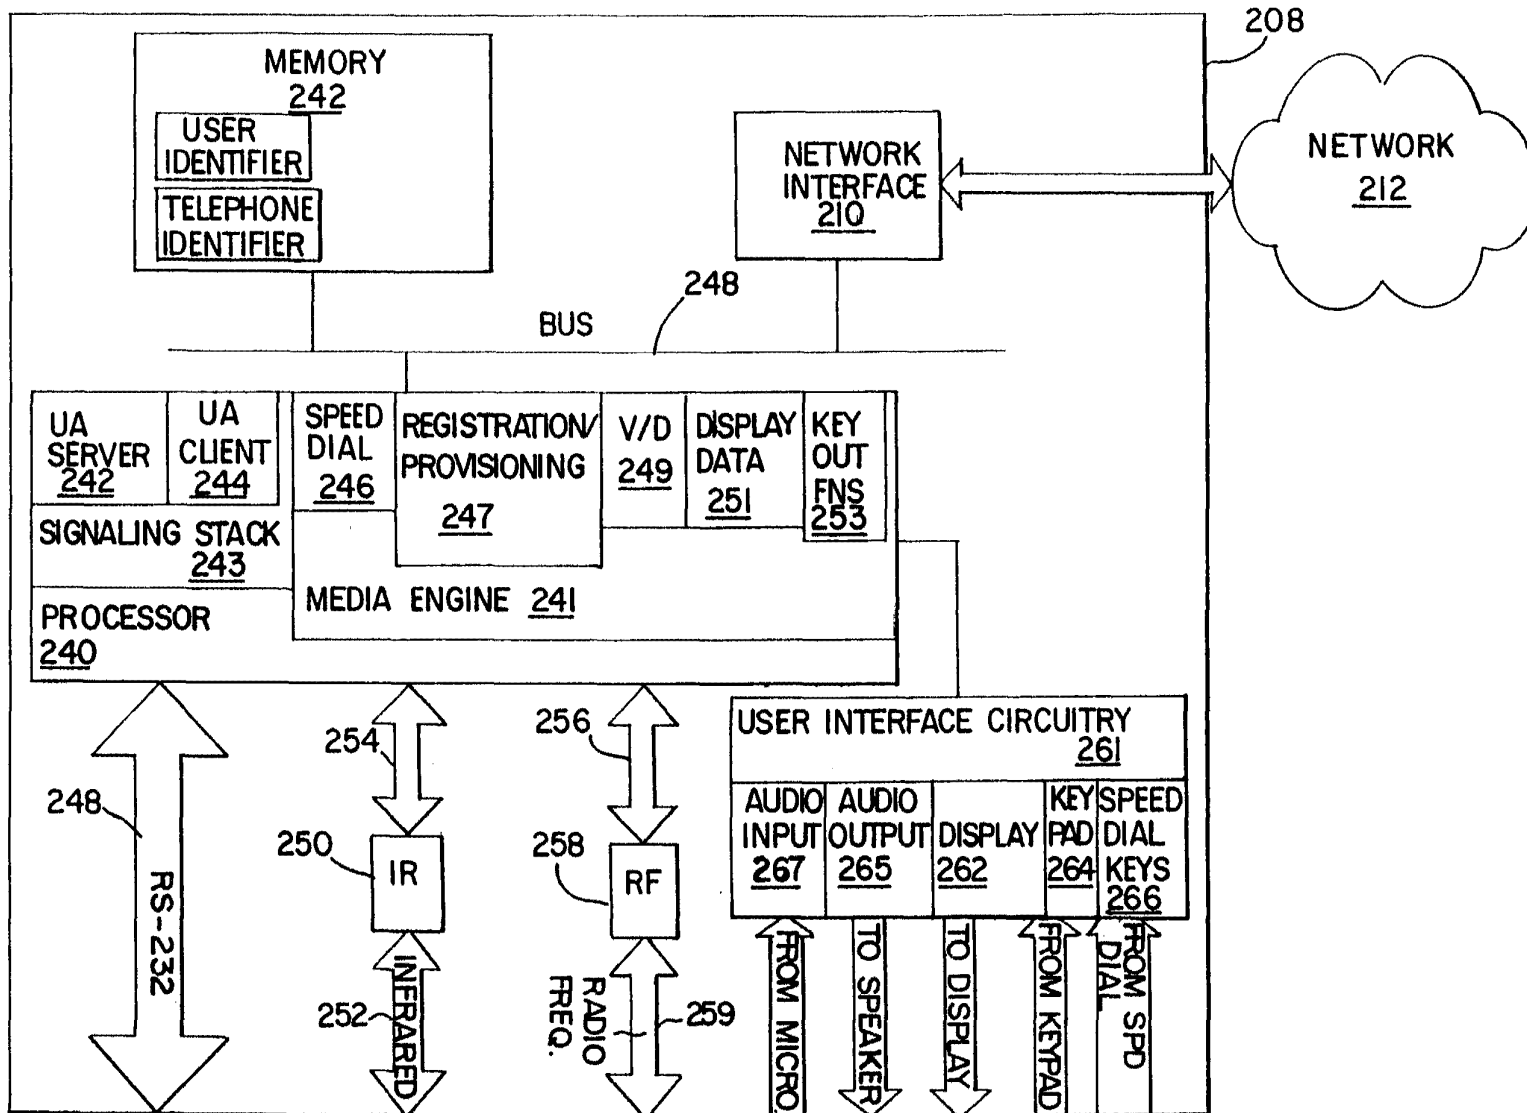 208
MEMORY
242
USER
IDENTIFIER
TELEPHONE
IDENTIFIER
NETWORK
INTERFACE
210
NETWORK
212
248
BUS
UA
SERVER
242
UA
CLIENT
244
SPEED
DIAL
246
REGISTRATION/
PROVISIONING
247
V/D
249
DISPLAY
DATA
251
KEY
OUT
FNS
253
SIGNALING STACK
243
MEDIA ENGINE 241
PROCESSOR
240
254
256
248
RS-232
250
IR
252
INFRARED
258
RF
RADIO
FREQ.
259
USER INTERFACE CIRCUITRY
261
AUDIO
INPUT
267
AUDIO
OUTPUT
265
DISPLAY
262
KEY
PAD
264
SPEED
DIAL
KEYS
266
FROM MICRO.
TO SPEAKER
TO DISPLAY
FROM KEYPAD
FROM SPD
DIAL